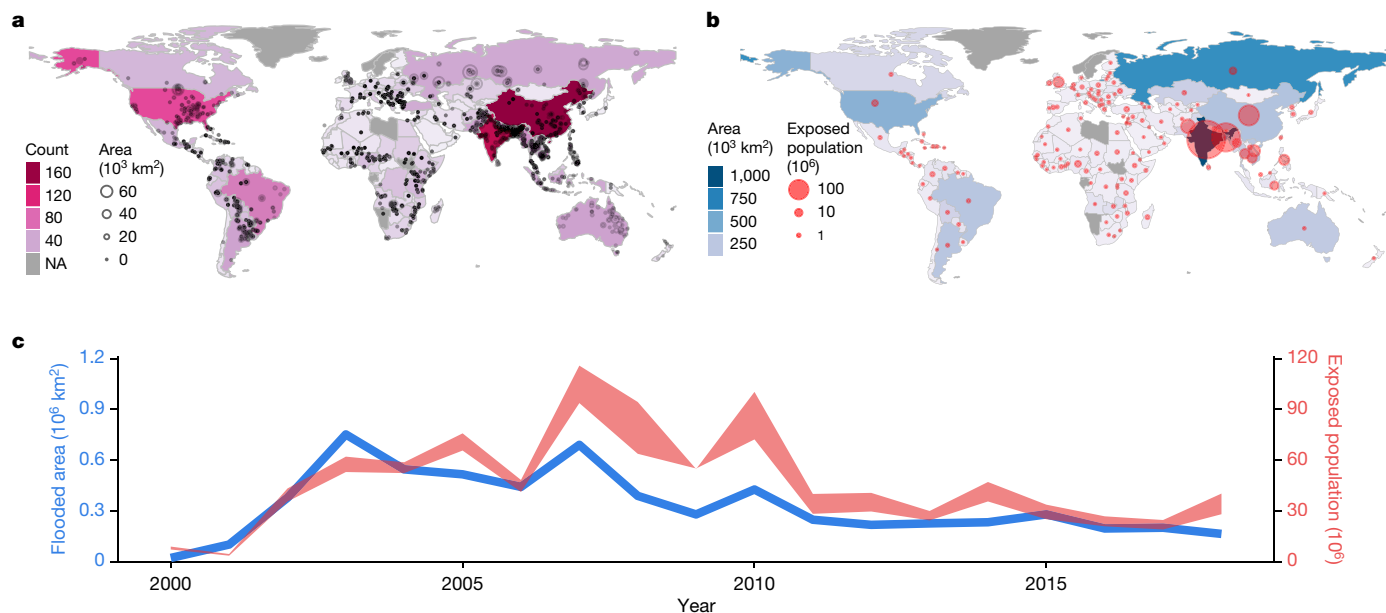 a
Count
160
120
80
40
NA
Area
(10³ km²)
60
40
20
0
b
Area
(10³ km²)
1,000
750
500
250
Exposed
population
(10⁶)
100
10
1
c
Flooded area (10⁶ km²)
1.2
0.9
0.6
0.3
0
120
90
60
30
0
Exposed population (10⁶)
2000
2005
2010
2015
Year